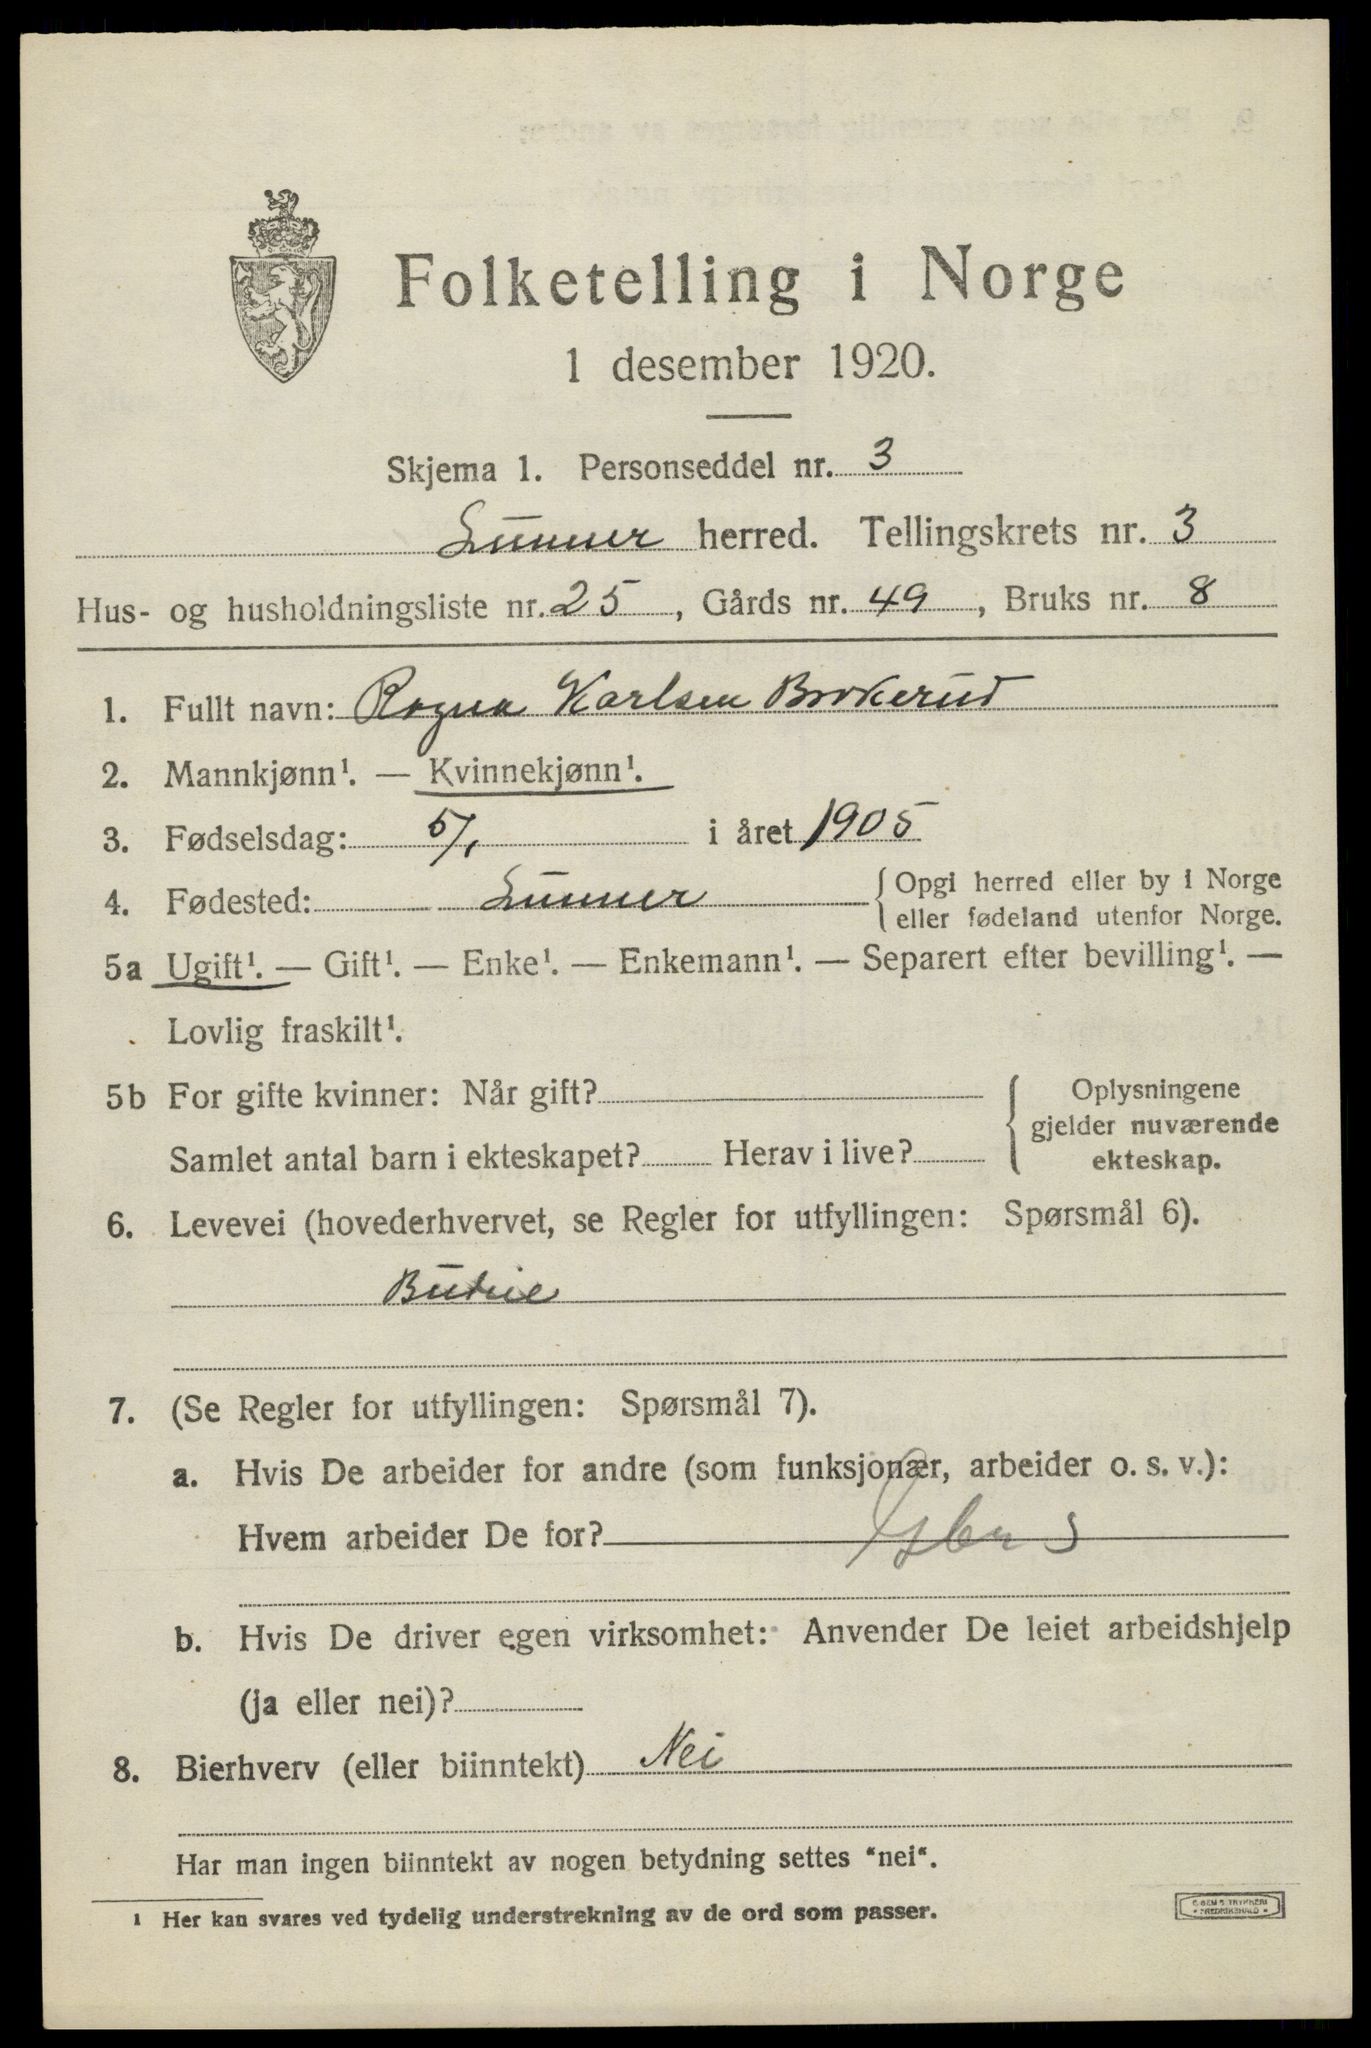 Folketelling i Norge
1 desember 1920.
Skjema 1. Personseddel nr. 3
Lunner herred. Tellingskrets nr. 3
Hus- og husholdningsliste nr. 25, Gårds nr. 49, Bruks nr. 8
1. Fullt navn: Ragna Karlsen Brokerud
2. Mannkjønn¹. — Kvinnekjønn¹.
3. Fødselsdag: 5/1 i året 1905
4. Fødested: Lunner {Opgi herred eller by i Norge
eller fødeland utenfor Norge.
5a Ugift¹. — Gift¹. — Enke¹. — Enkemann¹. — Separert efter bevilling¹. —
Lovlig fraskilt¹.
5b For gifte kvinner: Når gift?
Samlet antal barn i ekteskapet? Herav i live?
Oplysningene
gjelder nuværende
ekteskap.
6. Levevei (hovederhvervet, se Regler for utfyllingen: Spørsmål 6).
Budeie
7. (Se Regler for utfyllingen: Spørsmål 7).
a. Hvis De arbeider for andre (som funksjonær, arbeider o. s. v.):
Hvem arbeider De for?
b. Hvis De driver egen virksomhet: Anvender De leiet arbeidshjelp
(ja eller nei)?
8. Bierhverv (eller biinntekt) Nei
Har man ingen biinntekt av nogen betydning settes "nei".
¹ Her kan svares ved tydelig understrekning av de ord som passer.